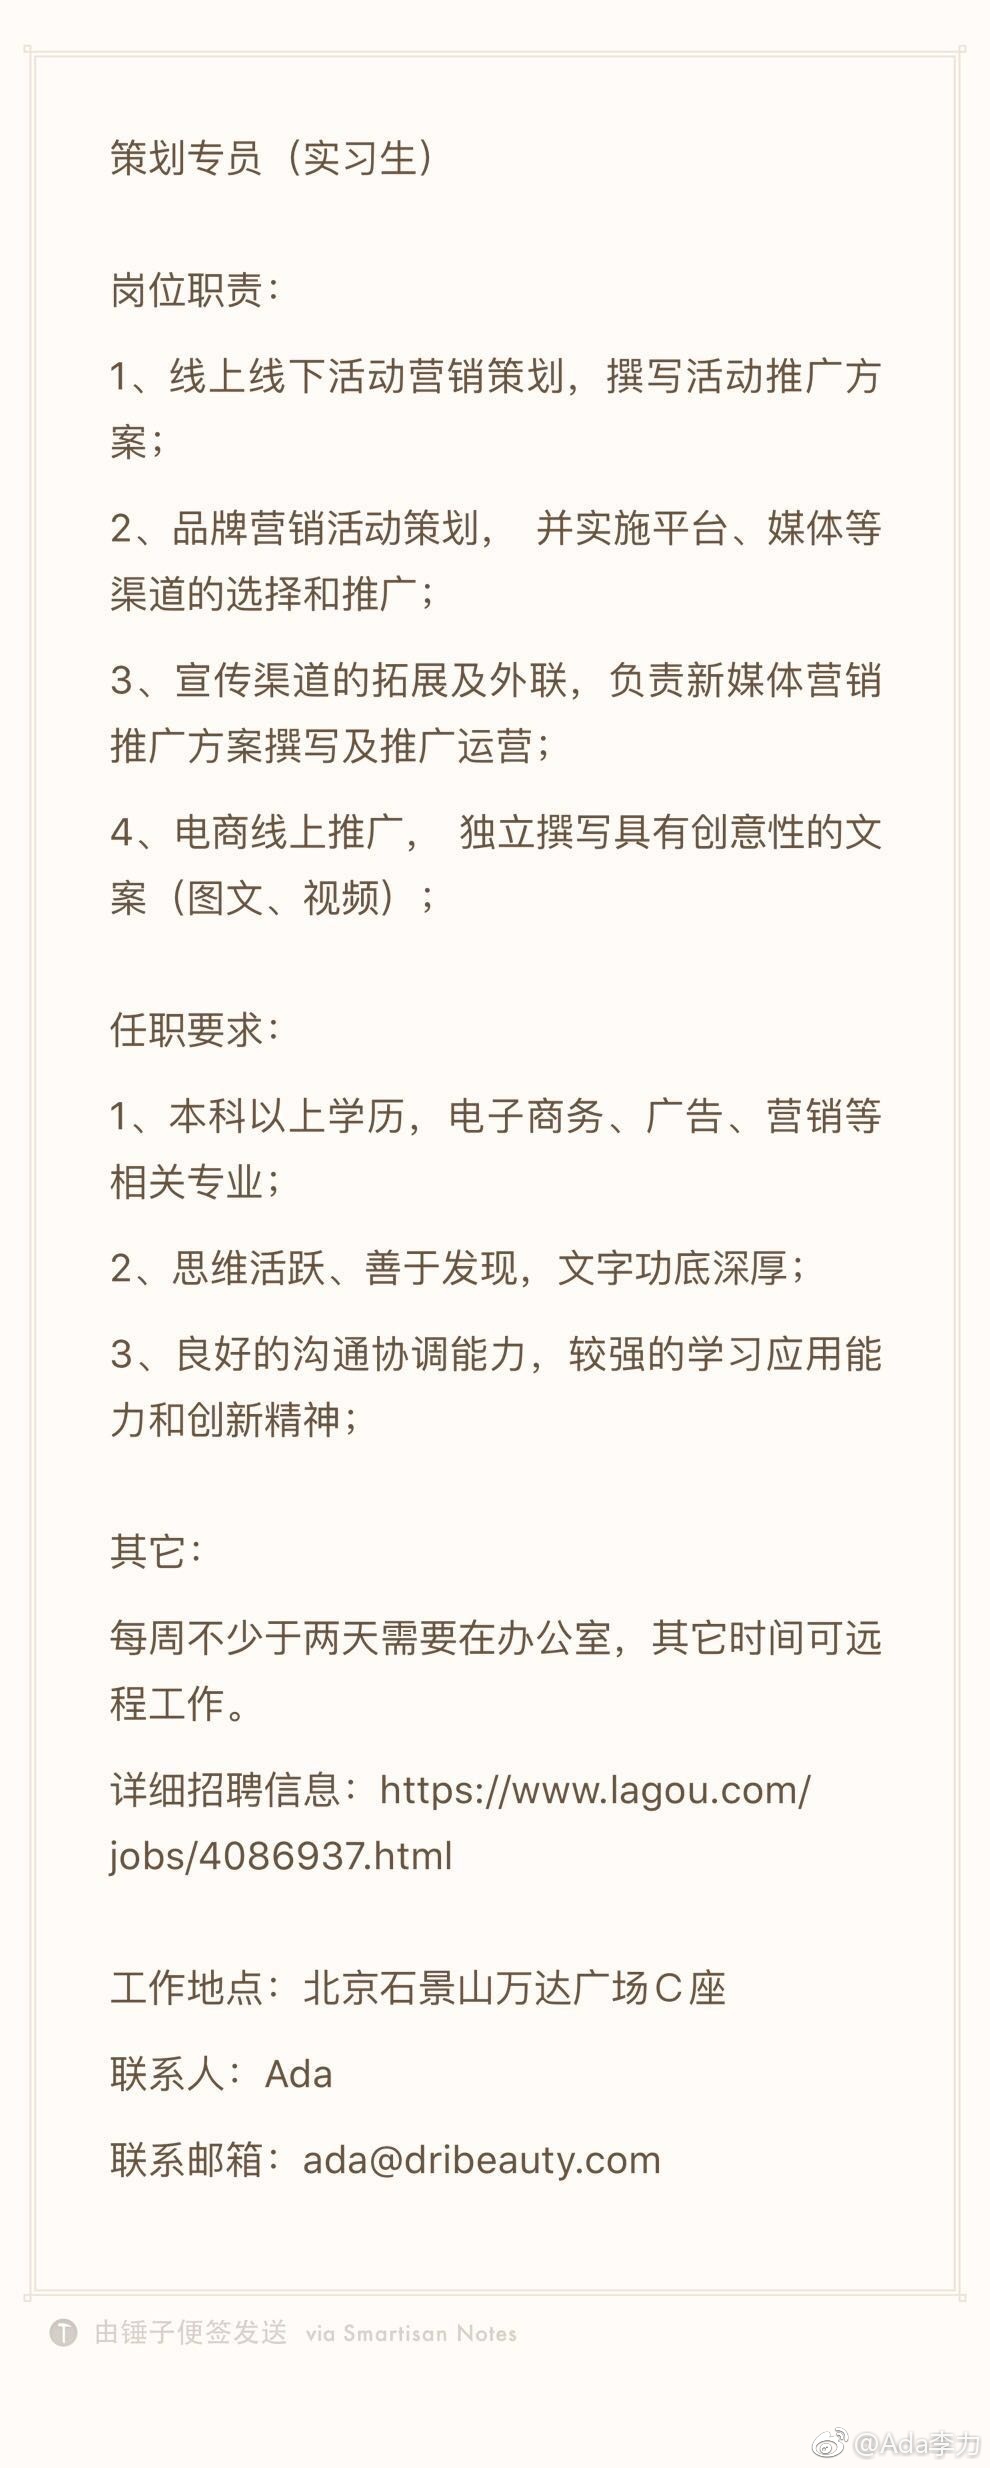 策划专员（实习生）
岗位职责：
1、线上线下活动营销策划，撰写活动推广方
案；
2、品牌营销活动策划， 并实施平台、媒体等
渠道的选择和推广；
3、宣传渠道的拓展及外联，负责新媒体营销
推广方案撰写及推广运营；
4、电商线上推广， 独立撰写具有创意性的文
案（图文、视频）；
任职要求：
1、本科以上学历，电子商务、广告、营销等
相关专业；
2、思维活跃、善于发现，文字功底深厚；
3、良好的沟通协调能力，较强的学习应用能
力和创新精神；
其它：
每周不少于两天需要在办公室，其它时间可远
程工作。
详细招聘信息：https://www.lagou.com/
jobs/4086937.html
工作地点：北京石景山万达广场Ｃ座
联系人：Ada
联系邮箱：ada@dribeauty.com
由锤子便签发送 via Smartisan Notes
@Ada李力